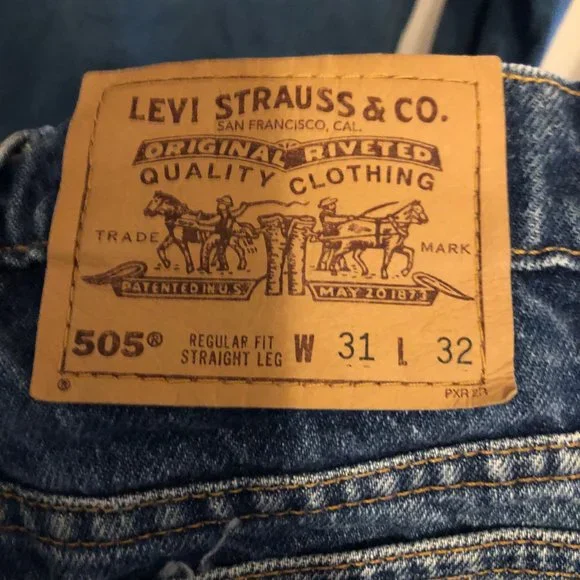 LEVI STRAUSS & CO.
SAN FRANCISCO, CAL.
ORIGINAL RIVETED
QUALITY CLOTHING
TRADE MARK
PATENTED IN U.S. MAY 20 1873
505® REGULAR FIT STRAIGHT LEG W 31 L 32
®